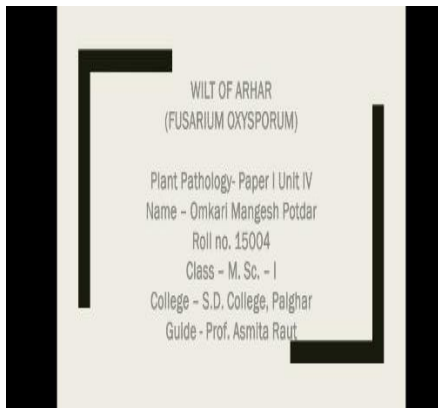 WILT OF ARHAR
(FUSARIUM OXYSPORUM)
Plant Pathology- Paper I Unit IV
Name – Omkari Mangesh Potdar
Roll no. 15004
Class – M. Sc. – I
College – S.D. College, Palghar
Guide - Prof. Asmita Raut